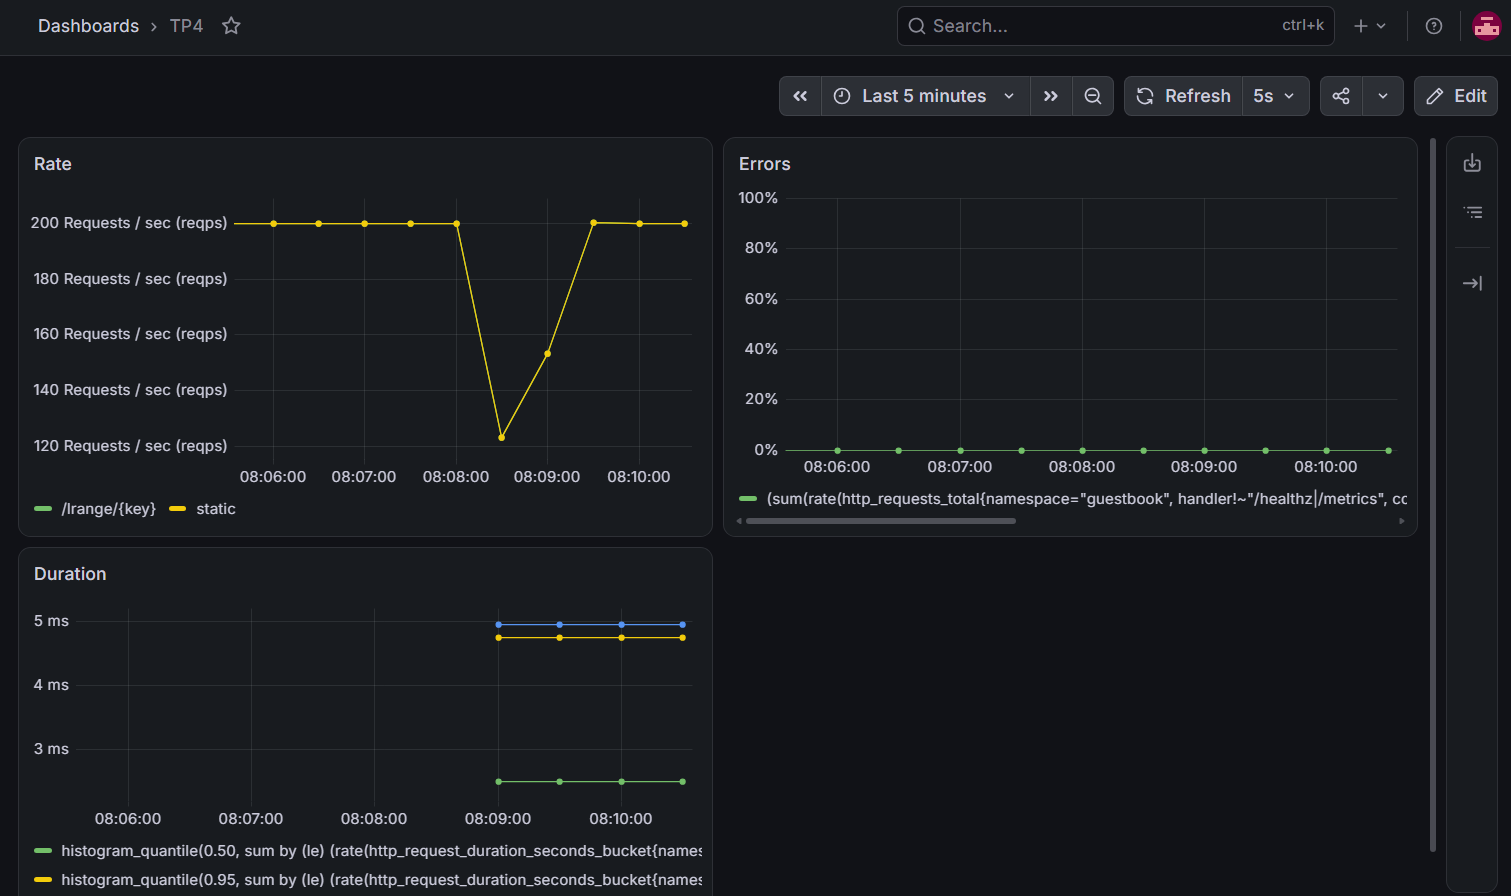 Dashboards › TP4
Search... ctrl+k
Last 5 minutes Refresh 5s Edit
Rate
200 Requests / sec (reqps)
180 Requests / sec (reqps)
160 Requests / sec (reqps)
140 Requests / sec (reqps)
120 Requests / sec (reqps)
08:06:00 08:07:00 08:08:00 08:09:00 08:10:00
/lrange/{key} static
Errors
100%
80%
60%
40%
20%
0%
08:06:00 08:07:00 08:08:00 08:09:00 08:10:00
(sum(rate(http_requests_total{namespace="guestbook", handler!~"/healthz|/metrics", cc
Duration
5 ms
4 ms
3 ms
08:06:00 08:07:00 08:08:00 08:09:00 08:10:00
histogram_quantile(0.50, sum by (le) (rate(http_request_duration_seconds_bucket{names
histogram_quantile(0.95, sum by (le) (rate(http_request_duration_seconds_bucket{names